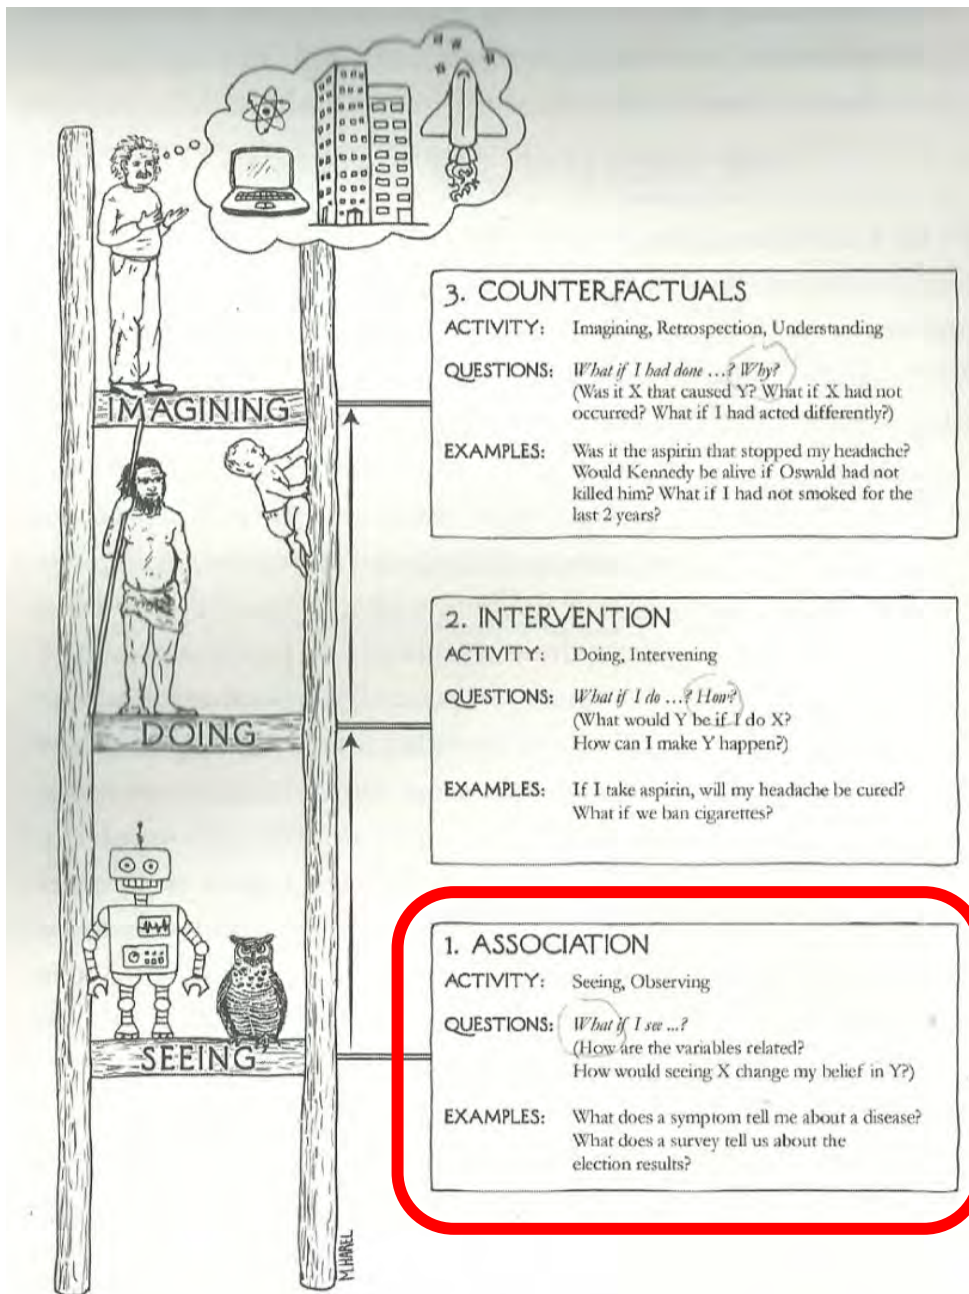 IMAGINING
DOING
SEEING
M.HAREL
3. COUNTERFACTUALS
ACTIVITY: Imagining, Retrospection, Understanding
QUESTIONS: What if I had done ...? Why?
(Was it X that caused Y? What if X had not
occurred? What if I had acted differently?)
EXAMPLES: Was it the aspirin that stopped my headache?
Would Kennedy be alive if Oswald had not
killed him? What if I had not smoked for the
last 2 years?
2. INTERVENTION
ACTIVITY: Doing, Intervening
QUESTIONS: What if I do ...? How?
(What would Y be if I do X?
How can I make Y happen?)
EXAMPLES: If I take aspirin, will my headache be cured?
What if we ban cigarettes?
1. ASSOCIATION
ACTIVITY: Seeing, Observing
QUESTIONS: What if I see ...?
(How are the variables related?
How would seeing X change my belief in Y?)
EXAMPLES: What does a symptom tell me about a disease?
What does a survey tell us about the
election results?